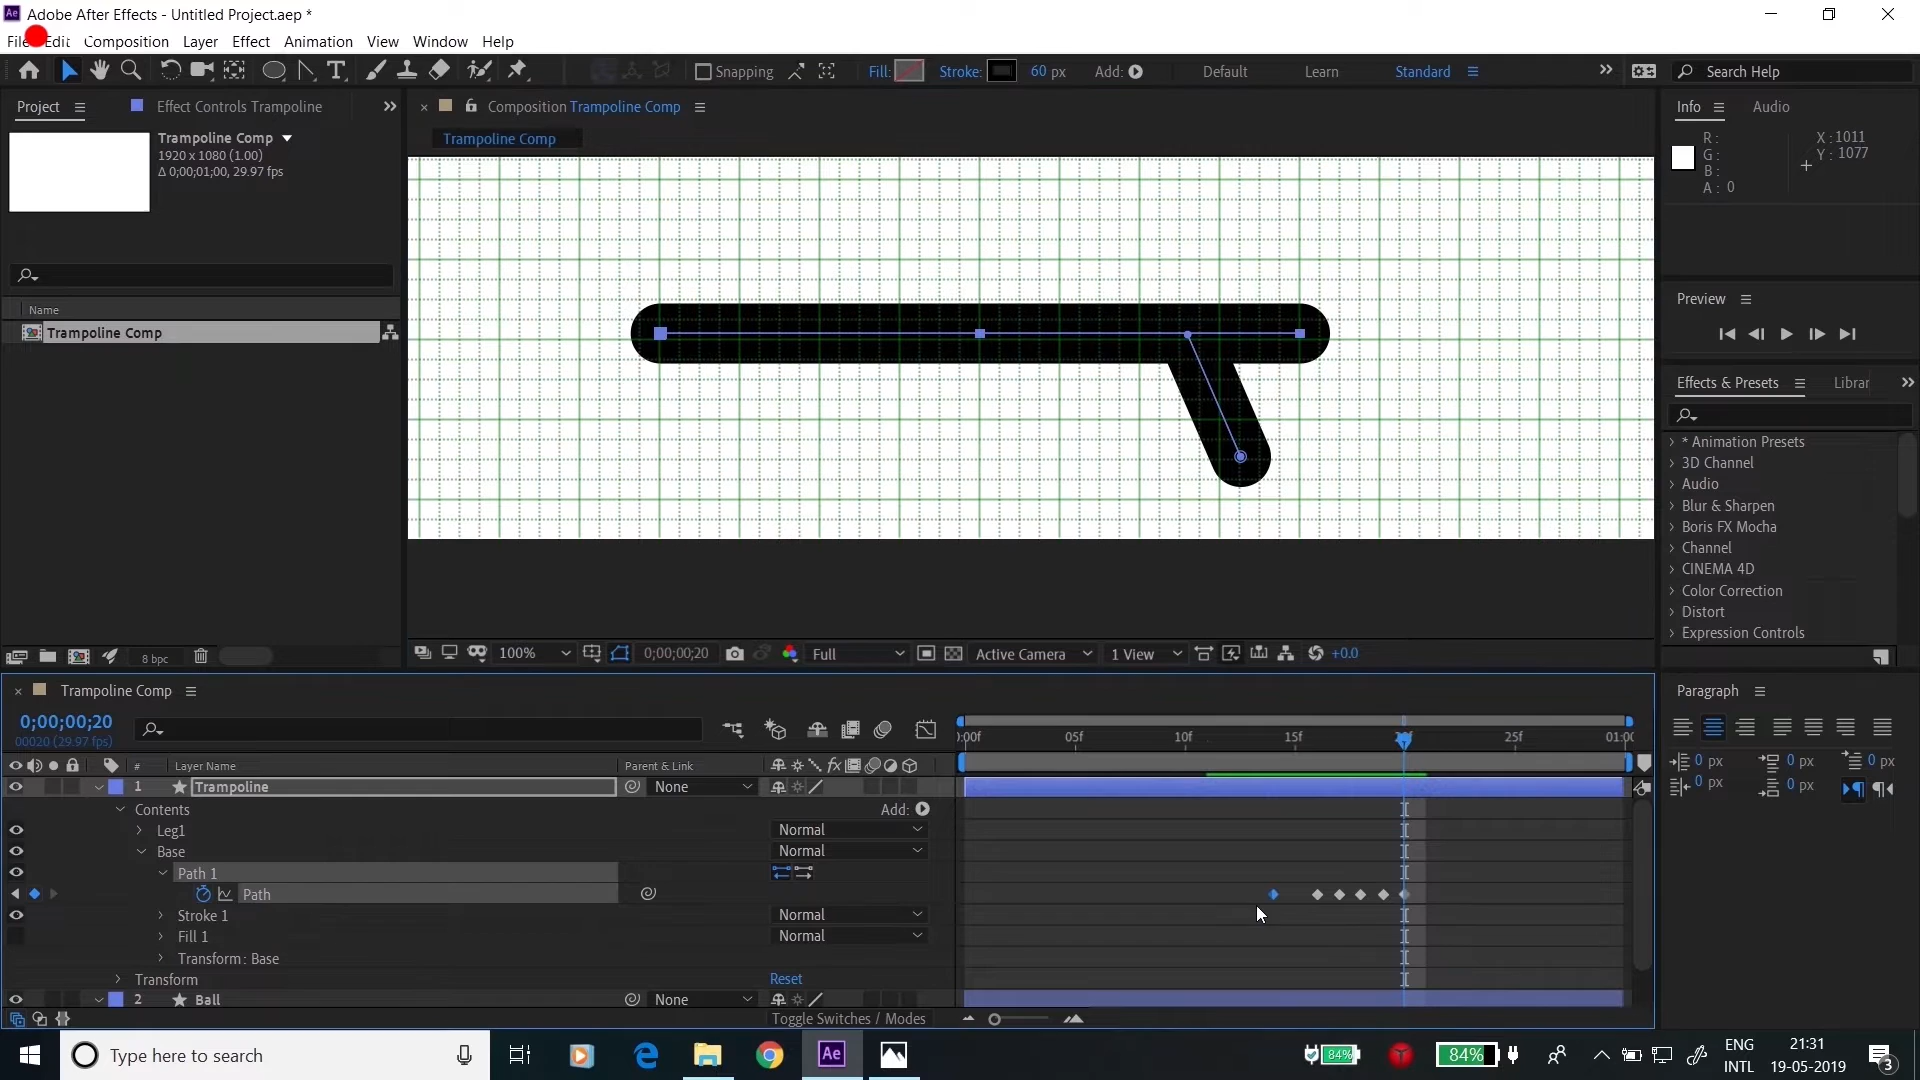 Adobe After Effects - Untitled Project.aep *
File Edit Composition Layer Effect Animation View Window Help
Snapping Fill: Stroke: 60 px Add: Default Learn Standard Search Help
Project Effect Controls Trampoline
Composition Trampoline Comp
Info Audio
Trampoline Comp
1920 x 1080 (1.00)
Δ 0;00;01;00, 29.97 fps
Trampoline Comp
R :
G :
B :
A : 0
X : 1011
Y : 1077
Preview
Name
Trampoline Comp
Effects & Presets Librar
* Animation Presets
3D Channel
Audio
Blur & Sharpen
Boris FX Mocha
Channel
CINEMA 4D
Color Correction
Distort
Expression Controls
8 bpc
100% 0;00;00;20 Full Active Camera 1 View +0.0
Trampoline Comp
Paragraph
0;00;00;20
00020 (29.97 fps)
):00f 05f 10f 15f 25f 01:0
# Layer Name Parent & Link
0 px 0 px 0 px
0 px 0 px
1 Trampoline None
Contents Add:
Leg1 Normal
Base Normal
Path 1
Path
Stroke 1 Normal
Fill 1 Normal
Transform: Base
Transform Reset
2 Ball None
Toggle Switches / Modes
Type here to search
Ae
84%
84%
ENG
INTL
21:31
19-05-2019
3